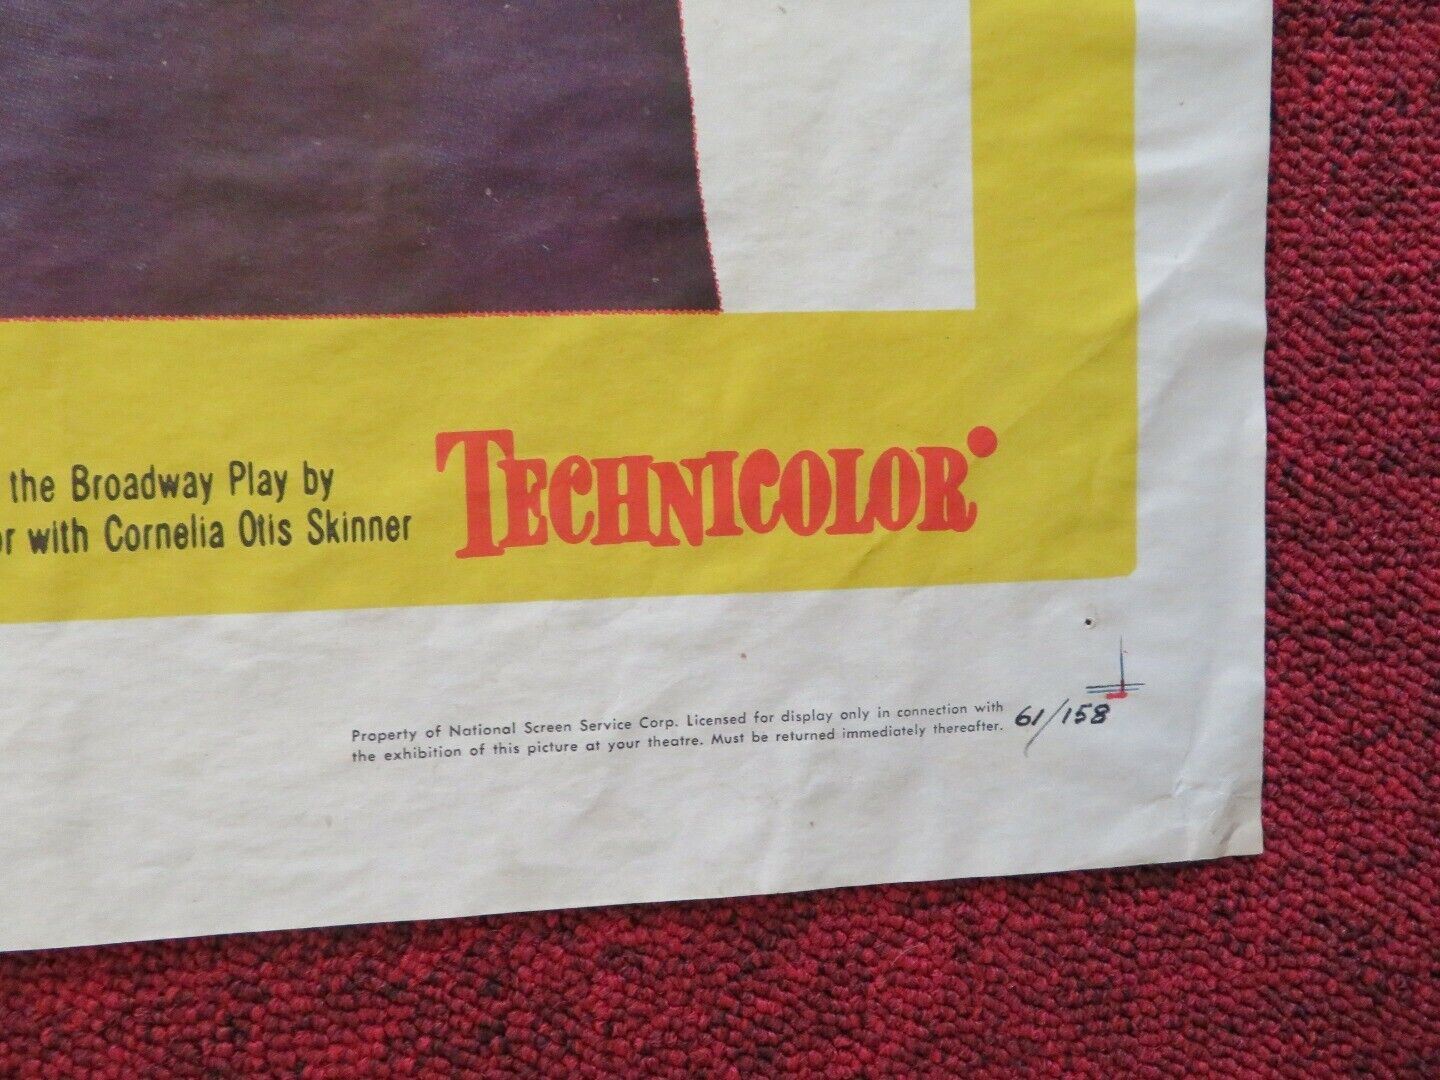 the Broadway Play by
or with Cornelia Otis Skinner
TECHNICOLOR
Property of National Screen Service Corp. Licensed for display only in connection with
the exhibition of this picture at your theatre. Must be returned immediately thereafter.
61/158